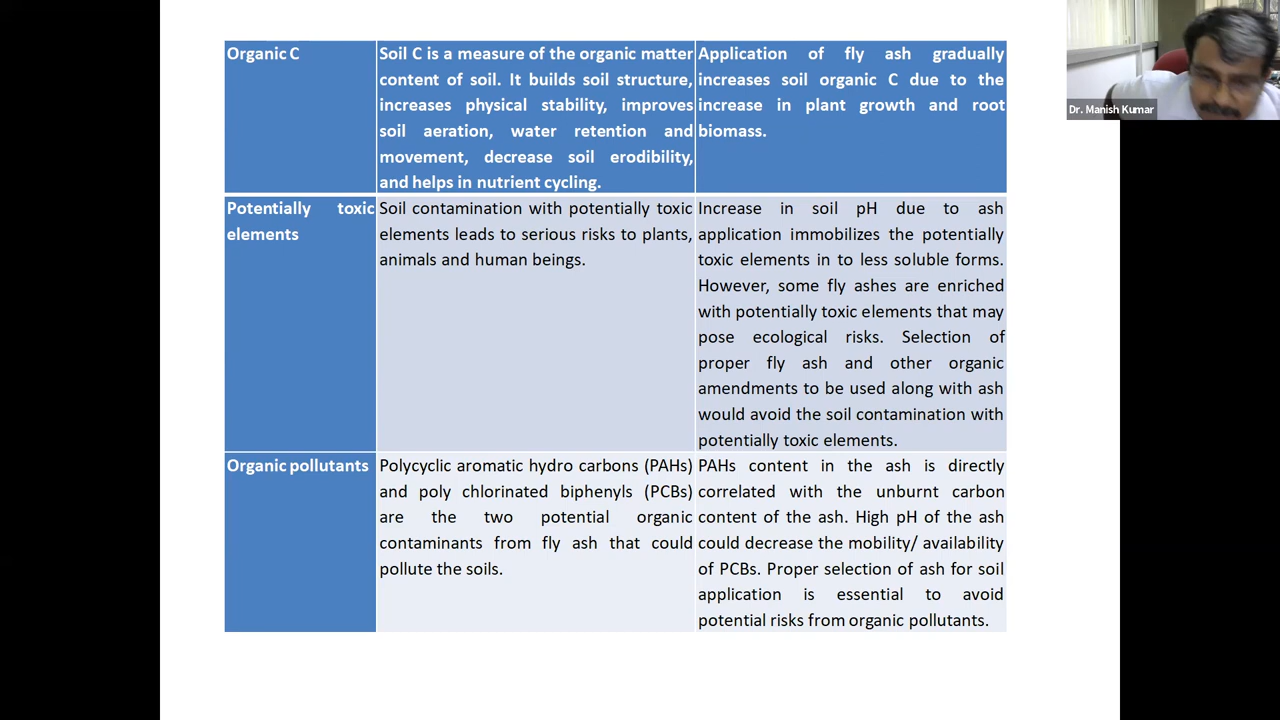 Organic C
Soil C is a measure of the organic matter
content of soil. It builds soil structure,
increases physical stability, improves
soil aeration, water retention and
movement, decrease soil erodibility,
and helps in nutrient cycling.
Application of fly ash gradually
increases soil organic C due to the
increase in plant growth and root
biomass.
Potentially toxic
elements
Soil contamination with potentially toxic
elements leads to serious risks to plants,
animals and human beings.
Increase in soil pH due to ash
application immobilizes the potentially
toxic elements in to less soluble forms.
However, some fly ashes are enriched
with potentially toxic elements that may
pose ecological risks. Selection of
proper fly ash and other organic
amendments to be used along with ash
would avoid the soil contamination with
potentially toxic elements.
Organic pollutants
Polycyclic aromatic hydro carbons (PAHs)
and poly chlorinated biphenyls (PCBs)
are the two potential organic
contaminants from fly ash that could
pollute the soils.
PAHs content in the ash is directly
correlated with the unburnt carbon
content of the ash. High pH of the ash
could decrease the mobility/ availability
of PCBs. Proper selection of ash for soil
application is essential to avoid
potential risks from organic pollutants.
Dr. Manish Kumar